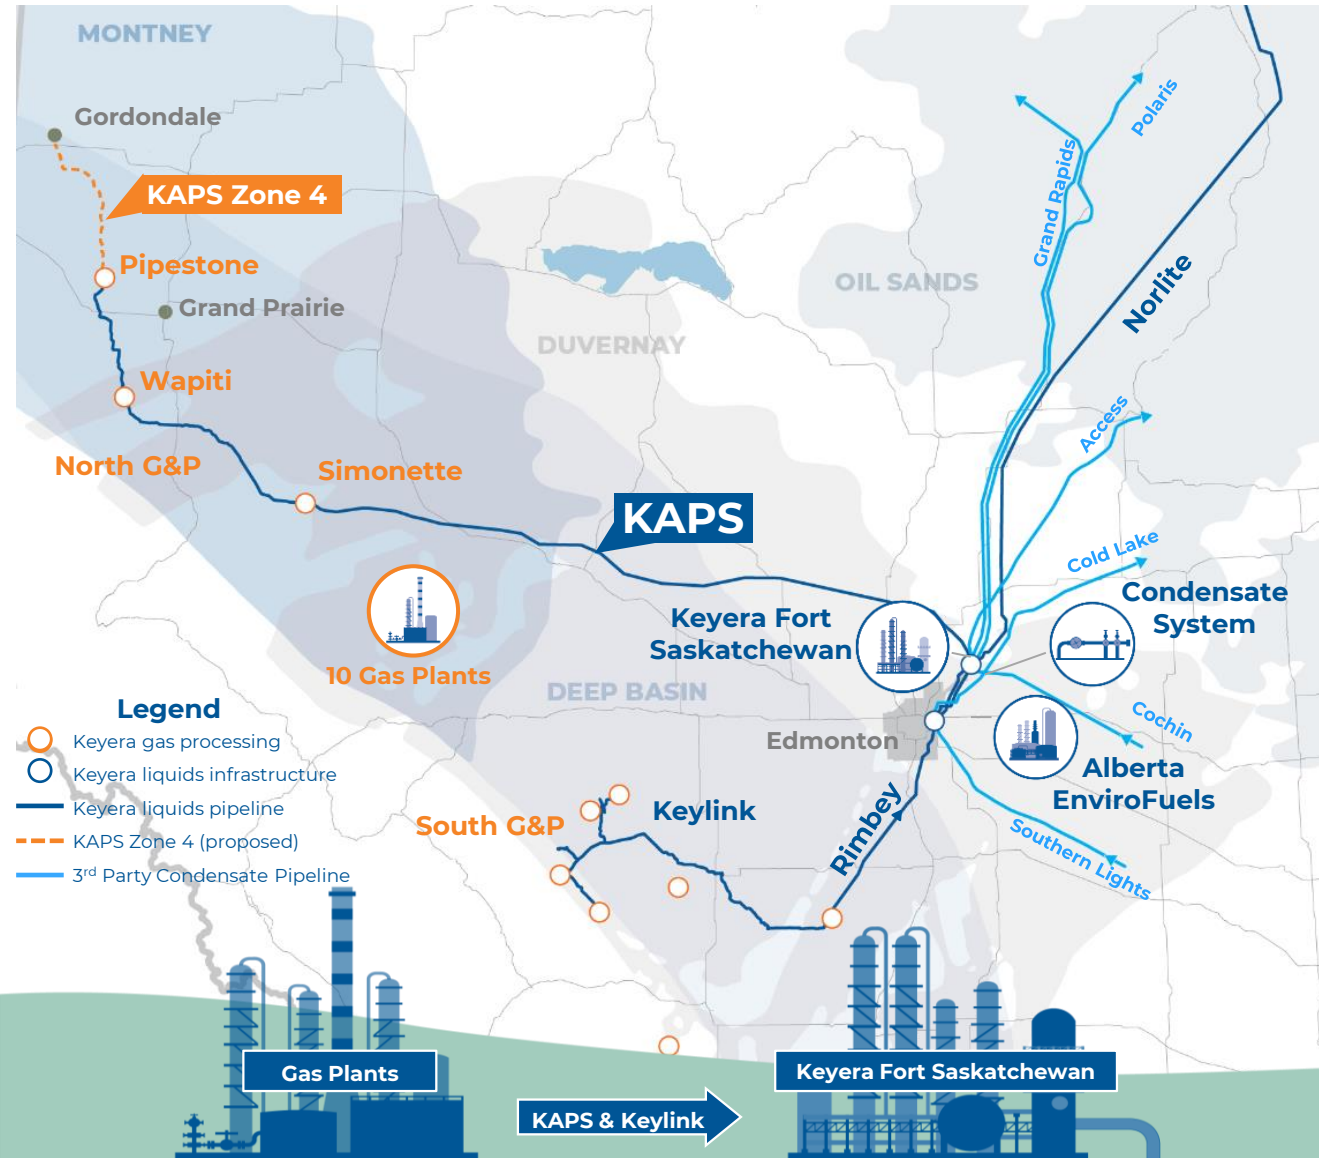 MONTNEY
Gordondale
KAPS Zone 4
Pipestone
Grand Prairie
Wapiti
North G&P
Simonette
DUVERNAY
OIL SANDS
Polaris
Grand Rapids
Norlite
Access
KAPS
Cold Lake
Condensate
System
Keyera Fort
Saskatchewan
10 Gas Plants
DEEP BASIN
Cochin
Edmonton
Alberta
EnviroFuels
Legend
Keyera gas processing
Keyera liquids infrastructure
Keyera liquids pipeline
KAPS Zone 4 (proposed)
3rd Party Condensate Pipeline
South G&P
Keylink
Rimbey
Southern Lights
Gas Plants
KAPS & Keylink
Keyera Fort Saskatchewan